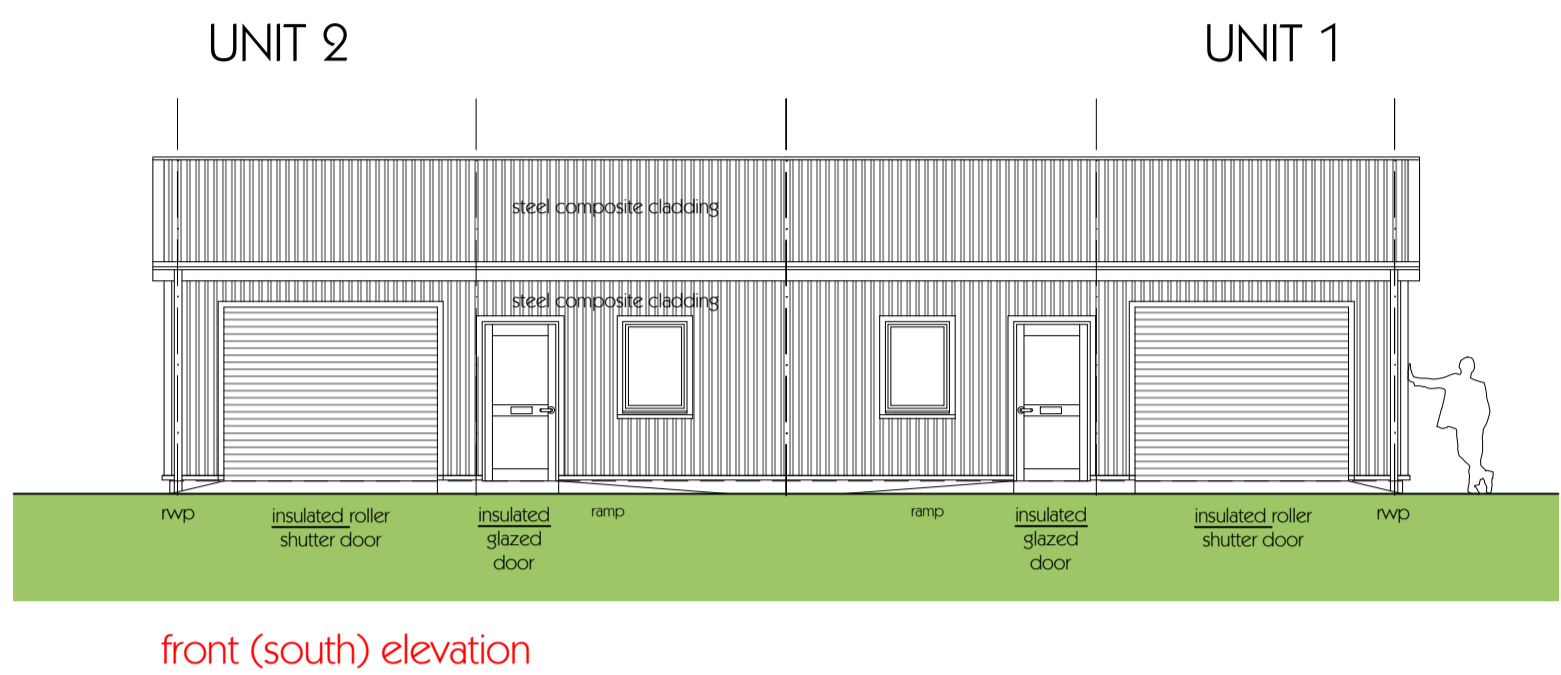 UNIT 2
UNIT 1
steel composite cladding
steel composite cladding
rwp
insulated roller
shutter door
insulated
glazed
door
ramp
ramp
insulated
glazed
door
insulated roller
shutter door
rwp
front (south) elevation